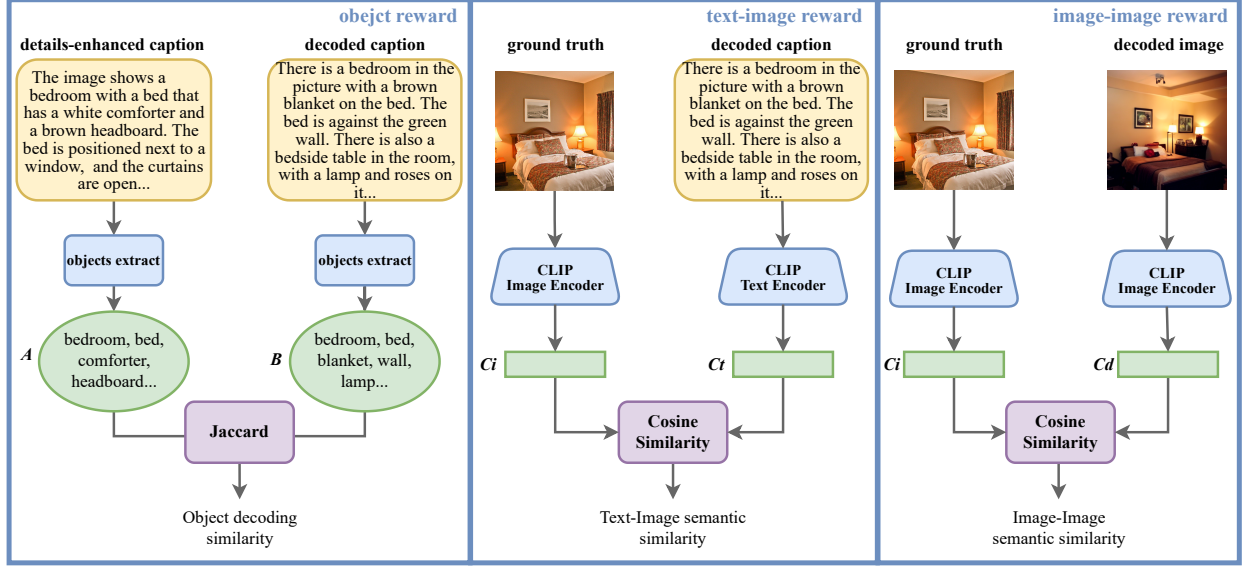 obejct reward
details-enhanced caption
decoded caption
The image shows a
bedroom with a bed that
has a white comforter and
a brown headboard. The
bed is positioned next to a
window,  and the curtains
are open...
There is a bedroom in the
picture with a brown
blanket on the bed. The
bed is against the green
wall. There is also a
bedside table in the room,
with a lamp and roses on
it...
objects extract
objects extract
A
bedroom, bed,
comforter,
headboard...
B
bedroom, bed,
blanket, wall,
lamp...
Jaccard
Object decoding
similarity
text-image reward
ground truth
decoded caption
There is a bedroom in the
picture with a brown
blanket on the bed. The
bed is against the green
wall. There is also a
bedside table in the room,
with a lamp and roses on
it...
CLIP
Image Encoder
CLIP
Text Encoder
Ci
Ct
Cosine
Similarity
Text-Image semantic
similarity
image-image reward
ground truth
decoded image
CLIP
Image Encoder
CLIP
Image Encoder
Ci
Cd
Cosine
Similarity
Image-Image
semantic similarity